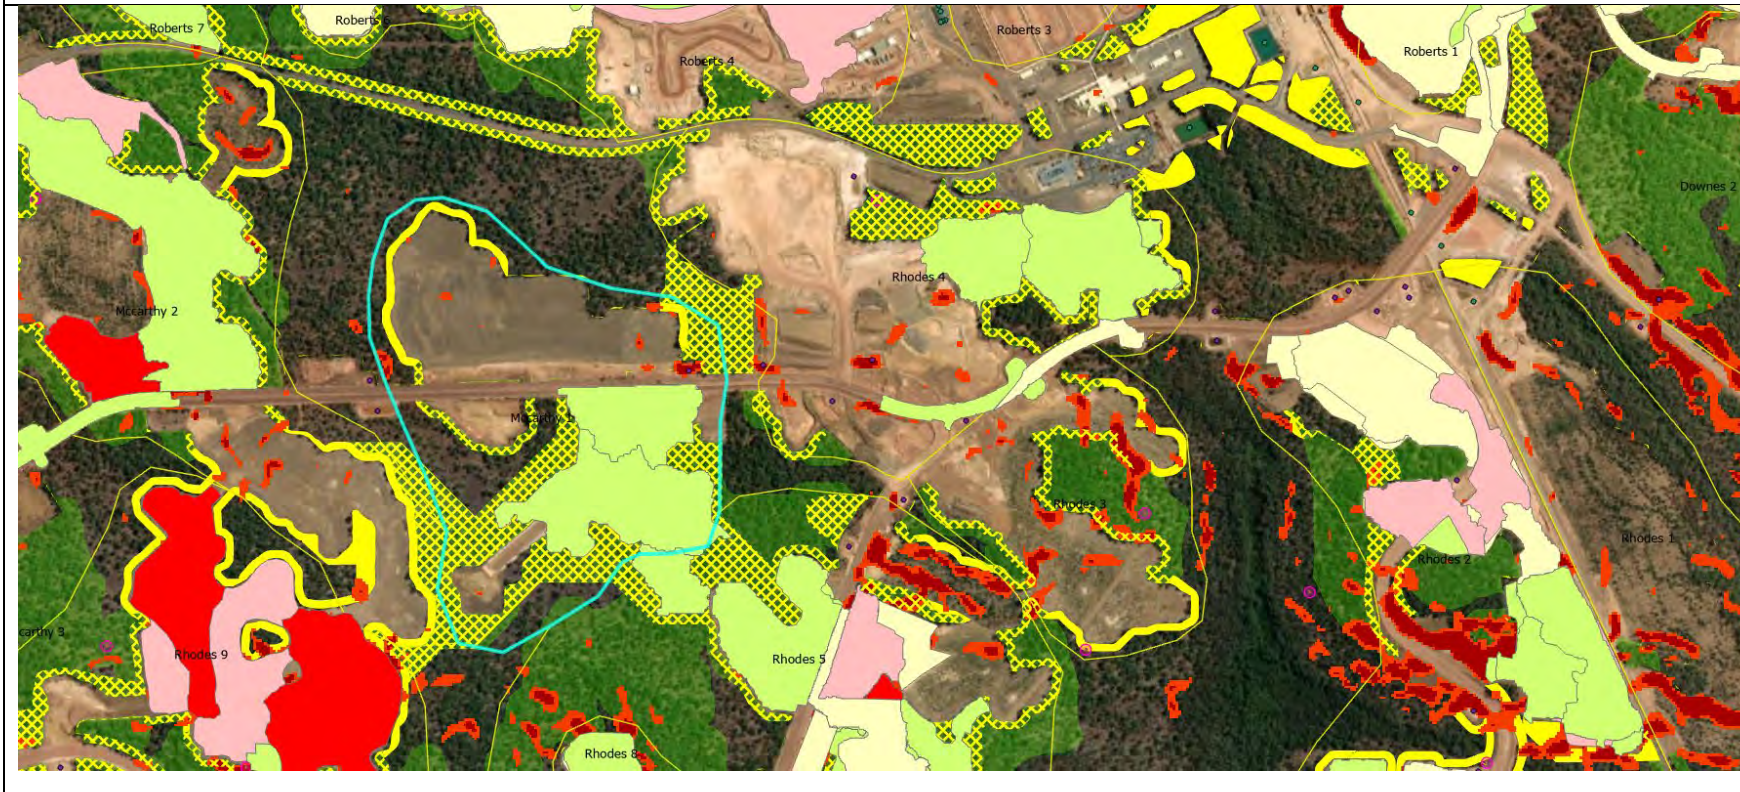 Roberts 7
Roberts 6
Roberts 3
Roberts 1
Roberts 4
Downes 2
Rhodes 4
Mccarthy 2
Rhodes 3
Rhodes 1
Rhodes 2
carthy 3
Rhodes 9
Rhodes 5
Rhodes 8